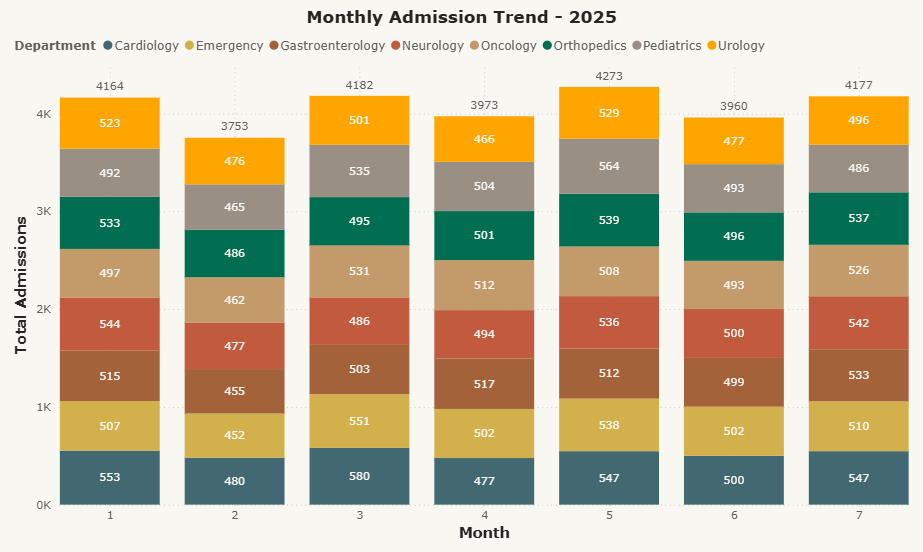 Monthly Admission Trend - 2025
Department Cardiology Emergency Gastroenterology Neurology Oncology Orthopedics Pediatrics Urology
4164 3753 4182 3973 4273 3960 4177
523 476 501 466 529 477 496
492 465 535 504 564 493 486
533 486 495 501 539 496 537
497 462 531 512 508 493 526
544 477 486 494 536 500 542
515 455 503 517 512 499 533
507 452 551 502 538 502 510
553 480 580 477 547 500 547
4K
3K
2K
1K
0K
Total Admissions
1 2 3 4 5 6 7
Month